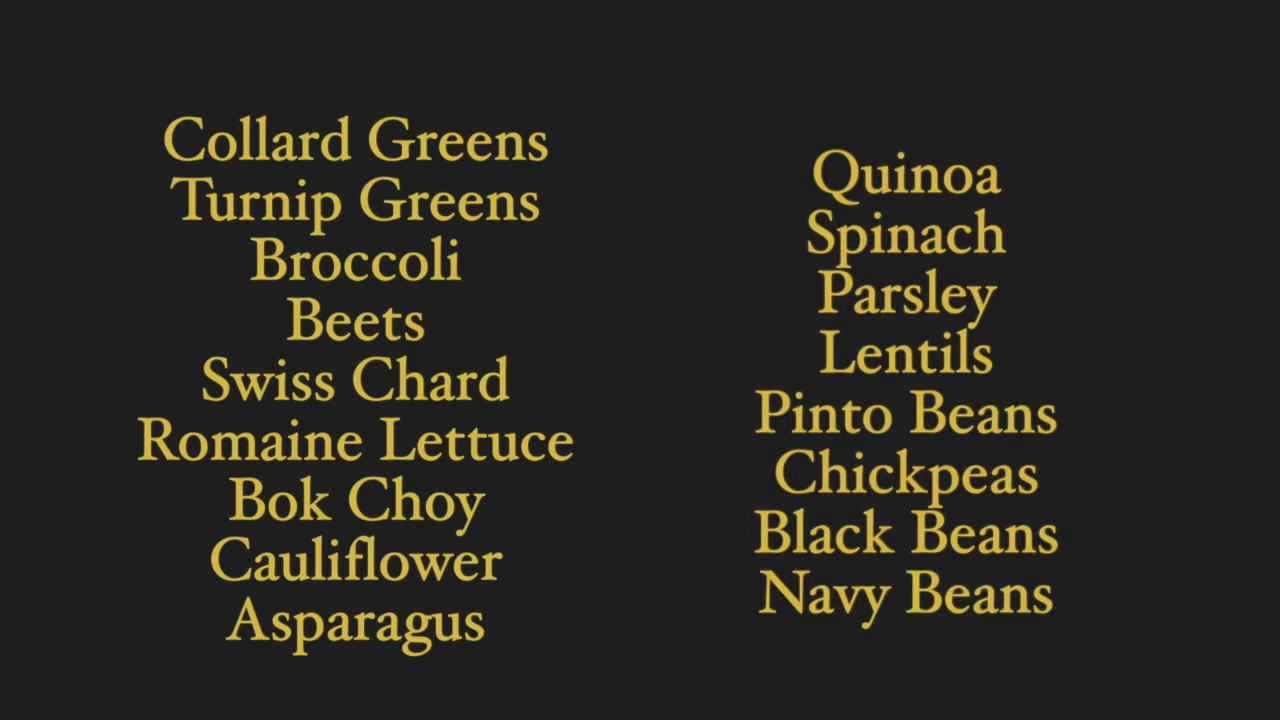 Collard Greens
Turnip Greens
Broccoli
Beets
Swiss Chard
Romaine Lettuce
Bok Choy
Cauliflower
Asparagus
Quinoa
Spinach
Parsley
Lentils
Pinto Beans
Chickpeas
Black Beans
Navy Beans